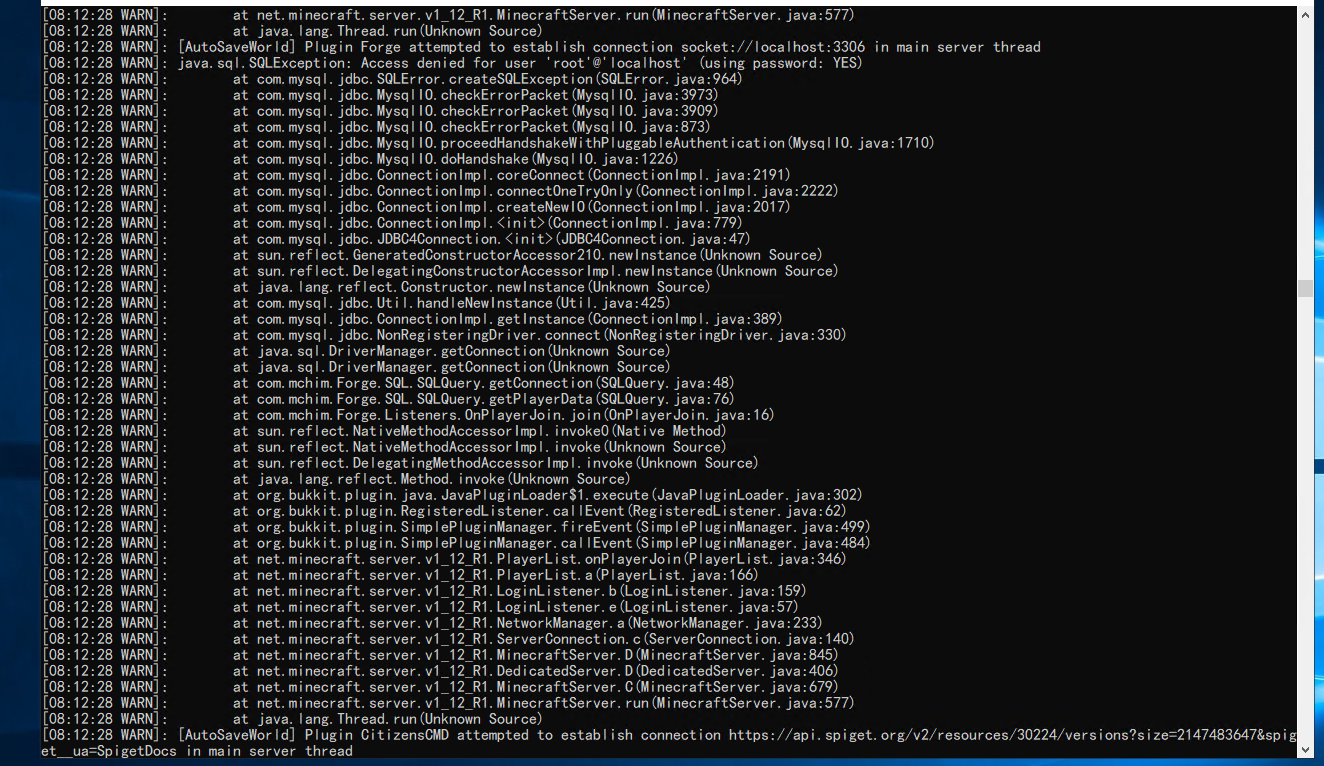 [08:12:28 WARN]:        at net.minecraft.server.v1_12_R1.MinecraftServer.run(MinecraftServer.java:577)
[08:12:28 WARN]:        at java.lang.Thread.run(Unknown Source)
[08:12:28 WARN]: [AutoSaveWorld] Plugin Forge attempted to establish connection socket://localhost:3306 in main server thread
[08:12:28 WARN]: java.sql.SQLException: Access denied for user 'root'@'localhost' (using password: YES)
[08:12:28 WARN]:        at com.mysql.jdbc.SQLError.createSQLException(SQLError.java:964)
[08:12:28 WARN]:        at com.mysql.jdbc.MysqlIO.checkErrorPacket(MysqlIO.java:3973)
[08:12:28 WARN]:        at com.mysql.jdbc.MysqlIO.checkErrorPacket(MysqlIO.java:3909)
[08:12:28 WARN]:        at com.mysql.jdbc.MysqlIO.checkErrorPacket(MysqlIO.java:873)
[08:12:28 WARN]:        at com.mysql.jdbc.MysqlIO.proceedHandshakeWithPluggableAuthentication(MysqlIO.java:1710)
[08:12:28 WARN]:        at com.mysql.jdbc.MysqlIO.doHandshake(MysqlIO.java:1226)
[08:12:28 WARN]:        at com.mysql.jdbc.ConnectionImpl.coreConnect(ConnectionImpl.java:2191)
[08:12:28 WARN]:        at com.mysql.jdbc.ConnectionImpl.connectOneTryOnly(ConnectionImpl.java:2222)
[08:12:28 WARN]:        at com.mysql.jdbc.ConnectionImpl.createNewIO(ConnectionImpl.java:2017)
[08:12:28 WARN]:        at com.mysql.jdbc.ConnectionImpl.<init>(ConnectionImpl.java:779)
[08:12:28 WARN]:        at com.mysql.jdbc.JDBC4Connection.<init>(JDBC4Connection.java:47)
[08:12:28 WARN]:        at sun.reflect.GeneratedConstructorAccessor210.newInstance(Unknown Source)
[08:12:28 WARN]:        at sun.reflect.DelegatingConstructorAccessorImpl.newInstance(Unknown Source)
[08:12:28 WARN]:        at java.lang.reflect.Constructor.newInstance(Unknown Source)
[08:12:28 WARN]:        at com.mysql.jdbc.Util.handleNewInstance(Util.java:425)
[08:12:28 WARN]:        at com.mysql.jdbc.ConnectionImpl.getInstance(ConnectionImpl.java:389)
[08:12:28 WARN]:        at com.mysql.jdbc.NonRegisteringDriver.connect(NonRegisteringDriver.java:330)
[08:12:28 WARN]:        at java.sql.DriverManager.getConnection(Unknown Source)
[08:12:28 WARN]:        at java.sql.DriverManager.getConnection(Unknown Source)
[08:12:28 WARN]:        at com.mchim.Forge.SQL.SQLQuery.getConnection(SQLQuery.java:48)
[08:12:28 WARN]:        at com.mchim.Forge.SQL.SQLQuery.getPlayerData(SQLQuery.java:76)
[08:12:28 WARN]:        at com.mchim.Forge.Listeners.OnPlayerJoin.join(OnPlayerJoin.java:16)
[08:12:28 WARN]:        at sun.reflect.NativeMethodAccessorImpl.invoke0(Native Method)
[08:12:28 WARN]:        at sun.reflect.NativeMethodAccessorImpl.invoke(Unknown Source)
[08:12:28 WARN]:        at sun.reflect.DelegatingMethodAccessorImpl.invoke(Unknown Source)
[08:12:28 WARN]:        at java.lang.reflect.Method.invoke(Unknown Source)
[08:12:28 WARN]:        at org.bukkit.plugin.java.JavaPluginLoader$1.execute(JavaPluginLoader.java:302)
[08:12:28 WARN]:        at org.bukkit.plugin.RegisteredListener.callEvent(RegisteredListener.java:62)
[08:12:28 WARN]:        at org.bukkit.plugin.SimplePluginManager.fireEvent(SimplePluginManager.java:499)
[08:12:28 WARN]:        at org.bukkit.plugin.SimplePluginManager.callEvent(SimplePluginManager.java:484)
[08:12:28 WARN]:        at net.minecraft.server.v1_12_R1.PlayerList.onPlayerJoin(PlayerList.java:346)
[08:12:28 WARN]:        at net.minecraft.server.v1_12_R1.PlayerList.a(PlayerList.java:166)
[08:12:28 WARN]:        at net.minecraft.server.v1_12_R1.LoginListener.b(LoginListener.java:159)
[08:12:28 WARN]:        at net.minecraft.server.v1_12_R1.LoginListener.e(LoginListener.java:57)
[08:12:28 WARN]:        at net.minecraft.server.v1_12_R1.NetworkManager.a(NetworkManager.java:233)
[08:12:28 WARN]:        at net.minecraft.server.v1_12_R1.ServerConnection.c(ServerConnection.java:140)
[08:12:28 WARN]:        at net.minecraft.server.v1_12_R1.MinecraftServer.D(MinecraftServer.java:845)
[08:12:28 WARN]:        at net.minecraft.server.v1_12_R1.DedicatedServer.D(DedicatedServer.java:406)
[08:12:28 WARN]:        at net.minecraft.server.v1_12_R1.MinecraftServer.C(MinecraftServer.java:679)
[08:12:28 WARN]:        at net.minecraft.server.v1_12_R1.MinecraftServer.run(MinecraftServer.java:577)
[08:12:28 WARN]:        at java.lang.Thread.run(Unknown Source)
[08:12:28 WARN]: [AutoSaveWorld] Plugin CitizensCMD attempted to establish connection https://api.spiget.org/v2/resources/30224/versions?size=2147483647&spig
et__ua=SpigetDocs in main server thread